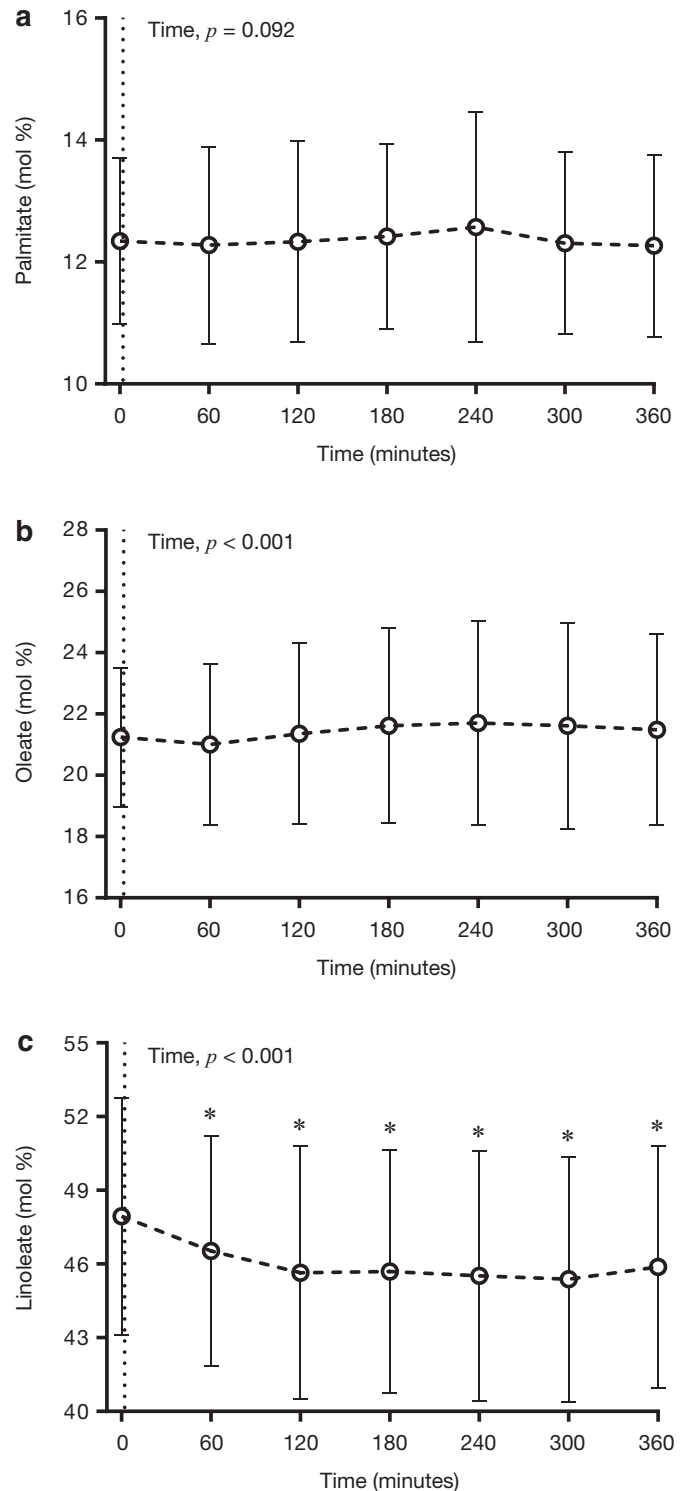 a
Time, p = 0.092
Palmitate (mol %)
16
14
12
10
0 60 120 180 240 300 360
Time (minutes)
b
Time, p < 0.001
Oleate (mol %)
28
26
24
22
20
18
16
0 60 120 180 240 300 360
Time (minutes)
c
Time, p < 0.001
Linoleate (mol %)
55
52
49
46
43
40
* * * * * *
0 60 120 180 240 300 360
Time (minutes)